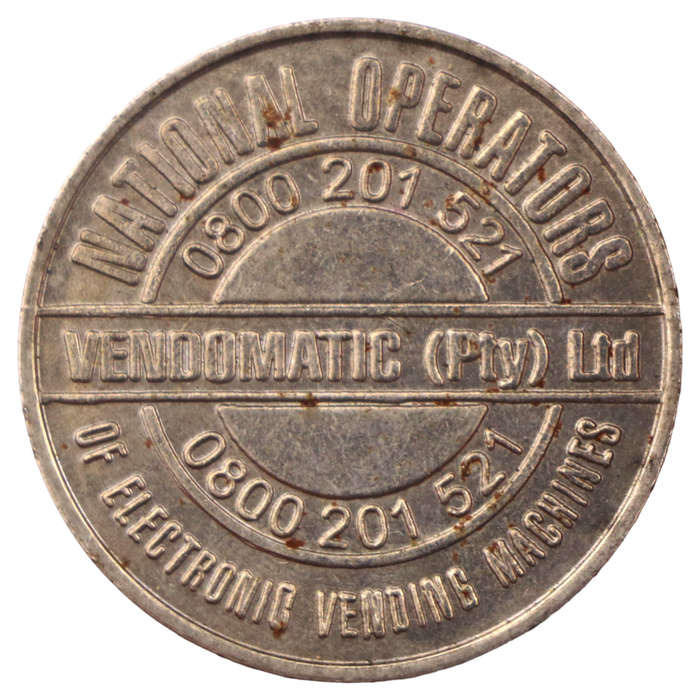 NATIONAL OPERATORS
0800 201 521
VENDOMATIC (Pty) Ltd
0800 201 521
OF ELECTRONIC VENDING MACHINES